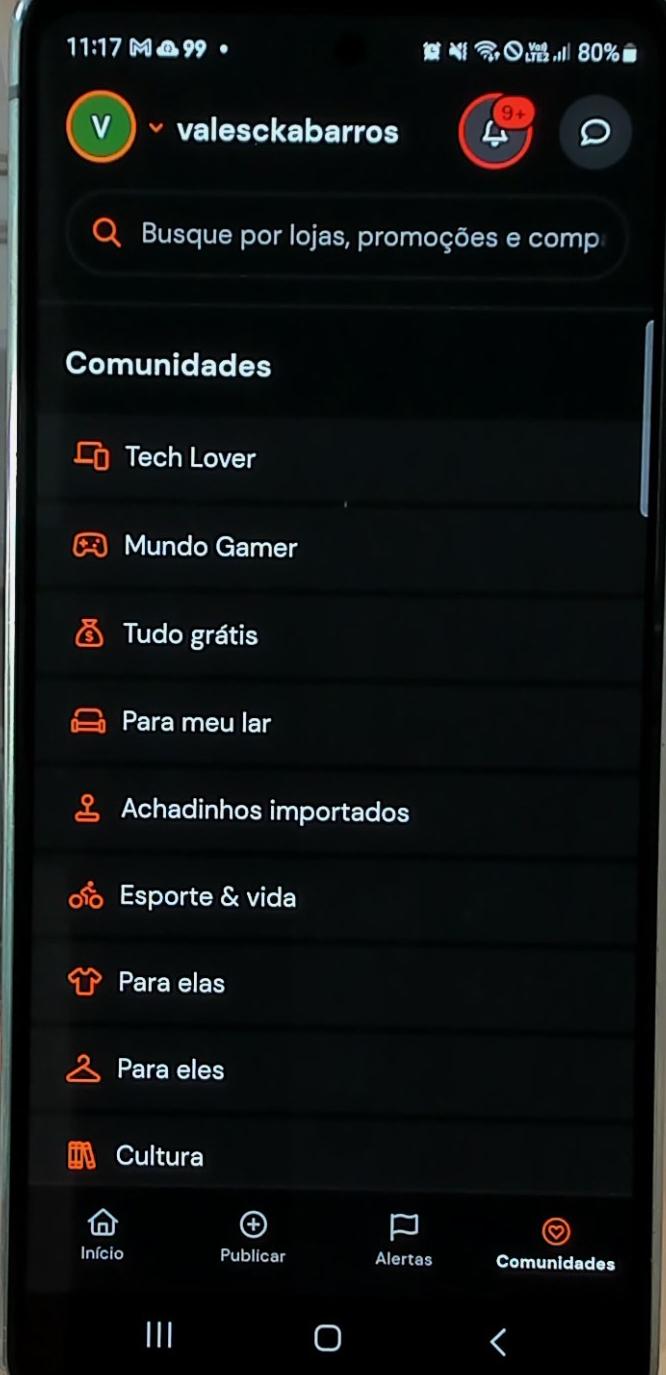 11:17 99
80%
V valesckabarros 9+
Busque por lojas, promoções e comp
Comunidades
Tech Lover
Mundo Gamer
Tudo grátis
Para meu lar
Achadinhos importados
Esporte & vida
Para elas
Para eles
Cultura
Início Publicar Alertas Comunidades